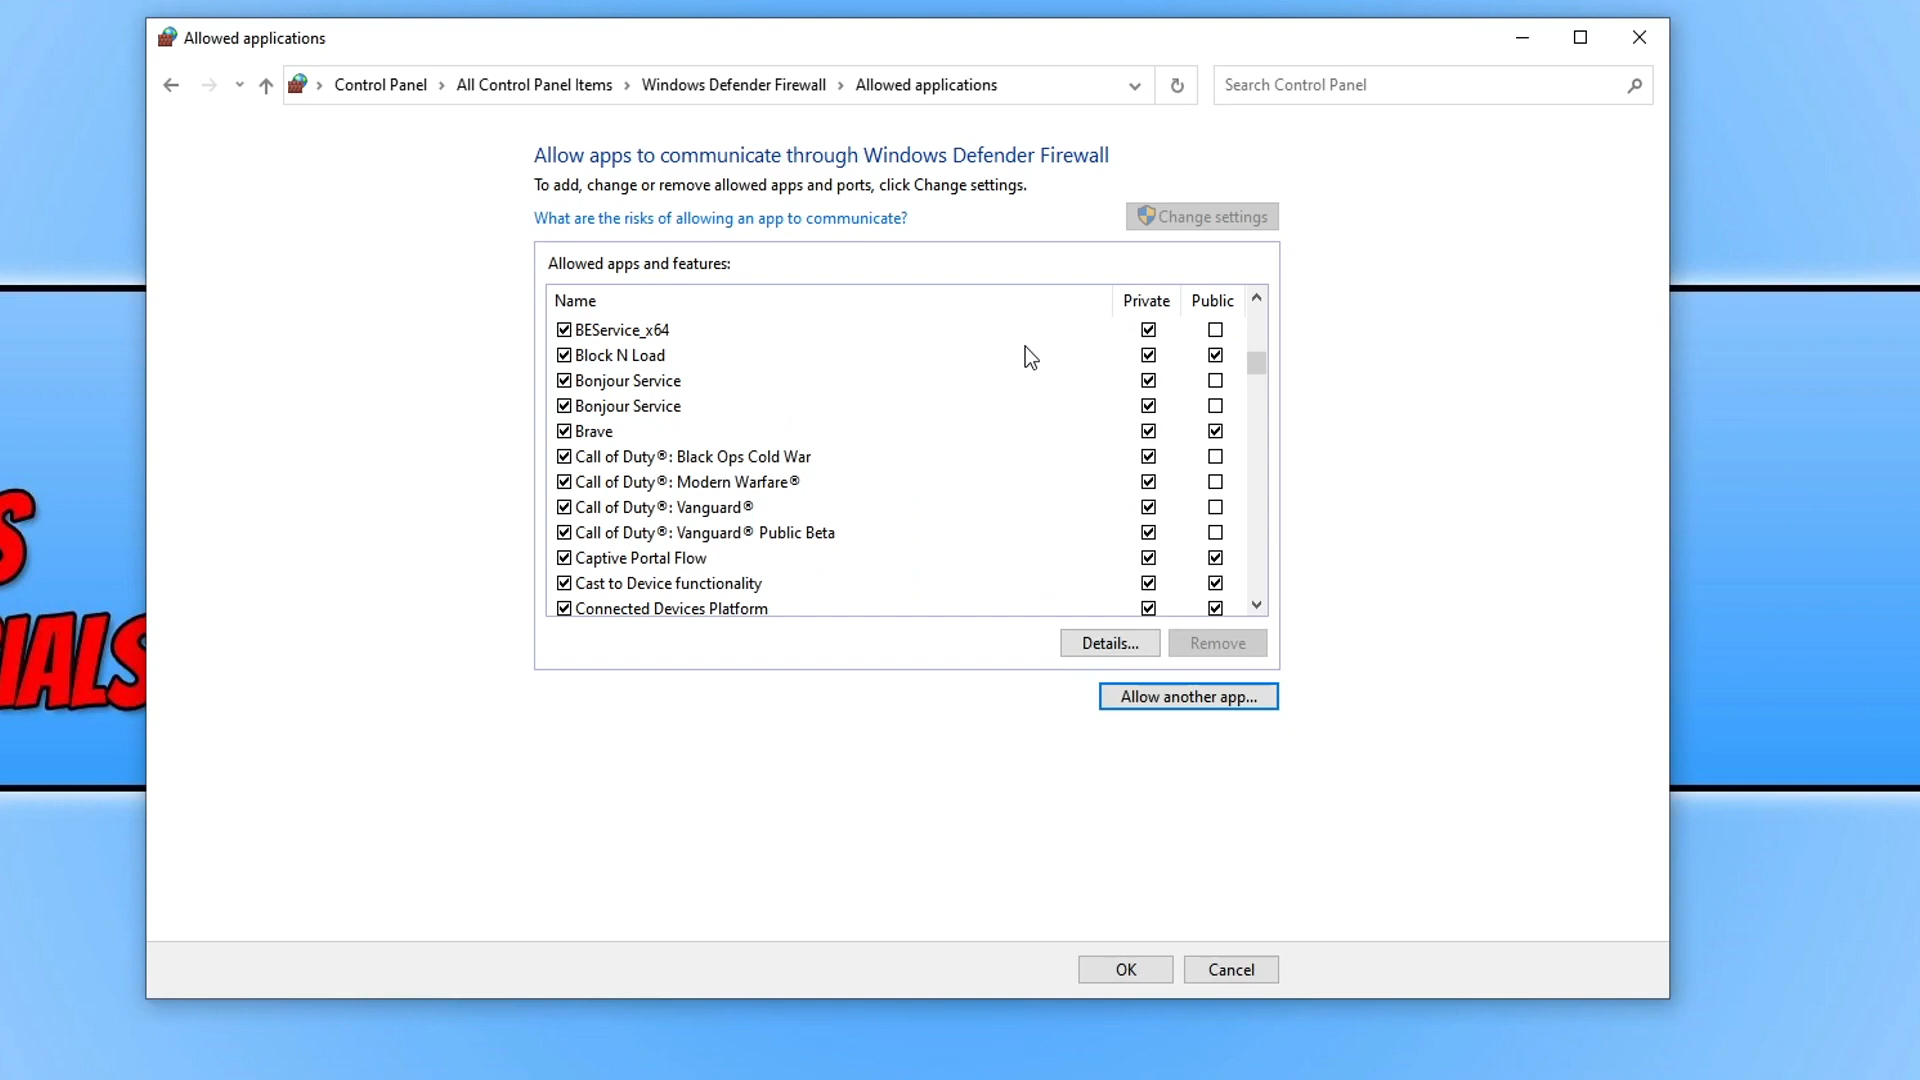 Allowed applications
Control Panel > All Control Panel Items > Windows Defender Firewall > Allowed applications
Search Control Panel
Allow apps to communicate through Windows Defender Firewall
To add, change or remove allowed apps and ports, click Change settings.
What are the risks of allowing an app to communicate?
Change settings
Allowed apps and features:
Name Private Public
BEService_x64
Block N Load
Bonjour Service
Bonjour Service
Brave
Call of Duty®: Black Ops Cold War
Call of Duty®: Modern Warfare®
Call of Duty®: Vanguard®
Call of Duty®: Vanguard® Public Beta
Captive Portal Flow
Cast to Device functionality
Connected Devices Platform
Details... Remove
Allow another app...
OK Cancel